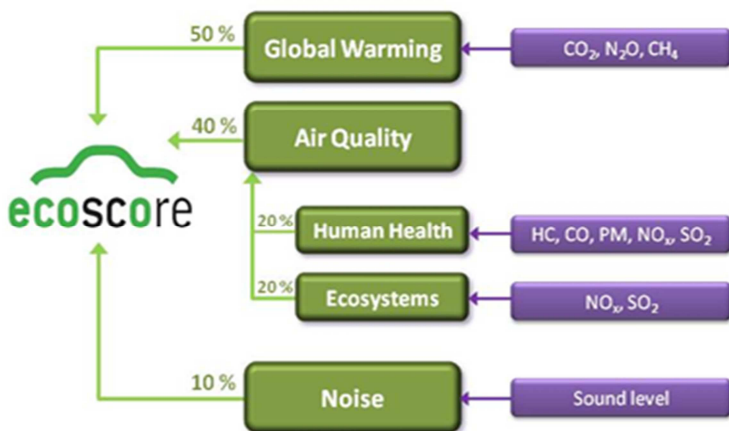 50 %
Global Warming
CO₂, N₂O, CH₄
40 %
Air Quality
ecoscore
20 %
Human Health
HC, CO, PM, NOₓ, SO₂
20 %
Ecosystems
NOₓ, SO₂
10 %
Noise
Sound level